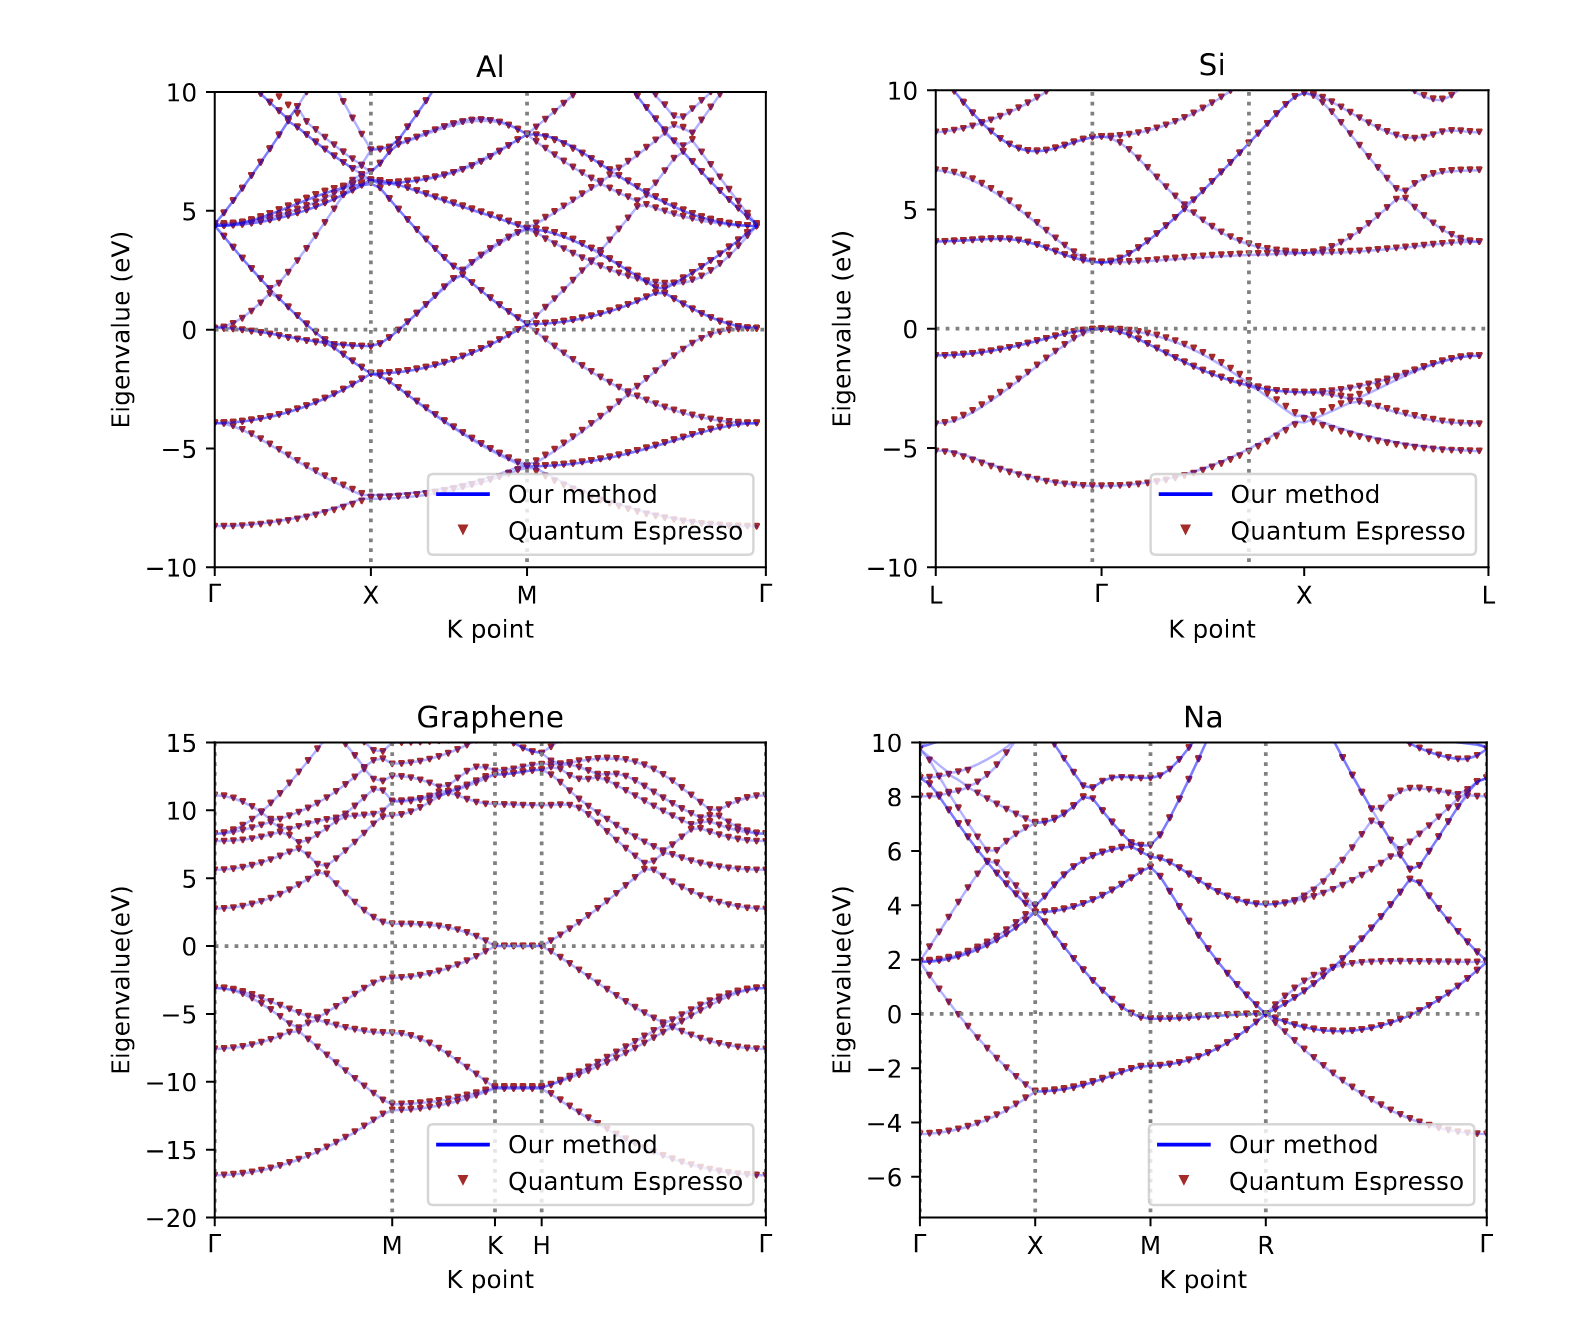 Al
Eigenvalue (eV)
10
5
0
−5
−10
Our method
Quantum Espresso
Γ X M Γ
K point
Si
Eigenvalue (eV)
10
5
0
−5
−10
Our method
Quantum Espresso
L Γ X L
K point
Graphene
Eigenvalue(eV)
15
10
5
0
−5
−10
−15
−20
Our method
Quantum Espresso
Γ M K H Γ
K point
Na
Eigenvalue(eV)
10
8
6
4
2
0
−2
−4
−6
Our method
Quantum Espresso
Γ X M R Γ
K point